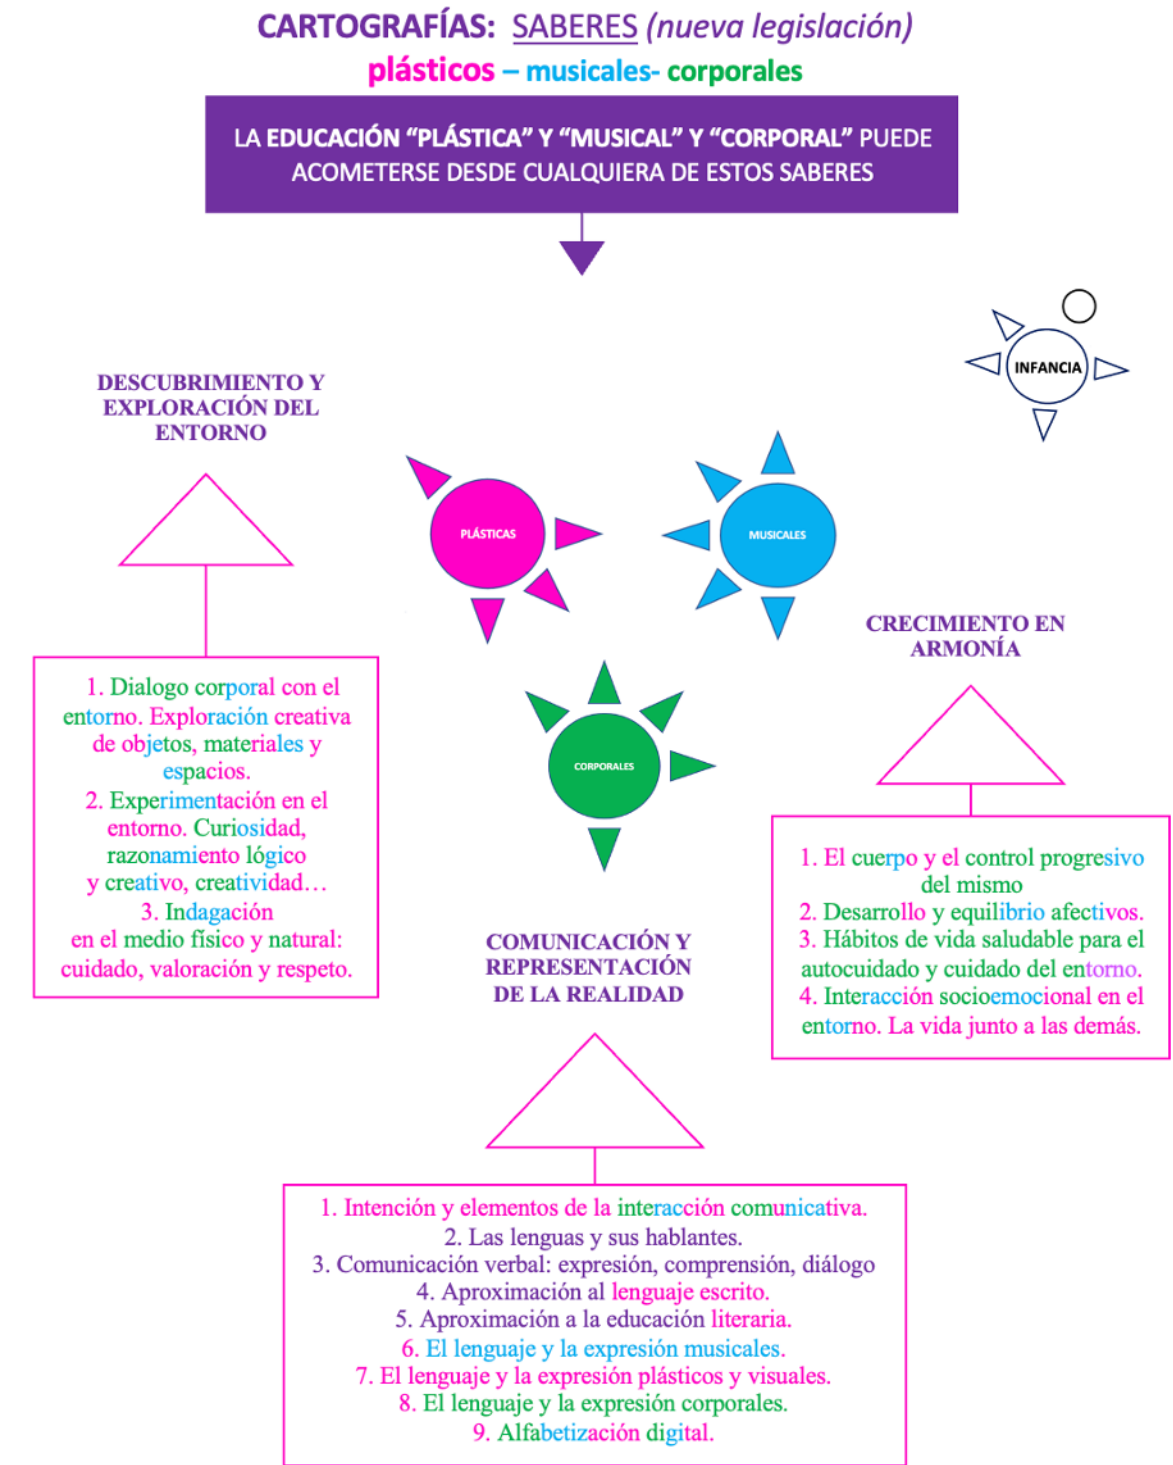 CARTOGRAFÍAS: SABERES (nueva legislación)
plásticos – musicales- corporales
LA EDUCACIÓN “PLÁSTICA” Y “MUSICAL” Y “CORPORAL” PUEDE
ACOMETERSE DESDE CUALQUIERA DE ESTOS SABERES
INFANCIA
DESCUBRIMIENTO Y
EXPLORACIÓN DEL
ENTORNO
PLÁSTICAS
MUSICALES
CORPORALES
1. Dialogo corporal con el
entorno. Exploración creativa
de objetos, materiales y
espacios.
2. Experimentación en el
entorno. Curiosidad,
razonamiento lógico
y creativo, creatividad…
3. Indagación
en el medio físico y natural:
cuidado, valoración y respeto.
CRECIMIENTO EN
ARMONÍA
1. El cuerpo y el control progresivo
del mismo
2. Desarrollo y equilibrio afectivos.
3. Hábitos de vida saludable para el
autocuidado y cuidado del entorno.
4. Interacción socioemocional en el
entorno. La vida junto a las demás.
COMUNICACIÓN Y
REPRESENTACIÓN
DE LA REALIDAD
1. Intención y elementos de la interacción comunicativa.
2. Las lenguas y sus hablantes.
3. Comunicación verbal: expresión, comprensión, diálogo
4. Aproximación al lenguaje escrito.
5. Aproximación a la educación literaria.
6. El lenguaje y la expresión musicales.
7. El lenguaje y la expresión plásticos y visuales.
8. El lenguaje y la expresión corporales.
9. Alfabetización digital.